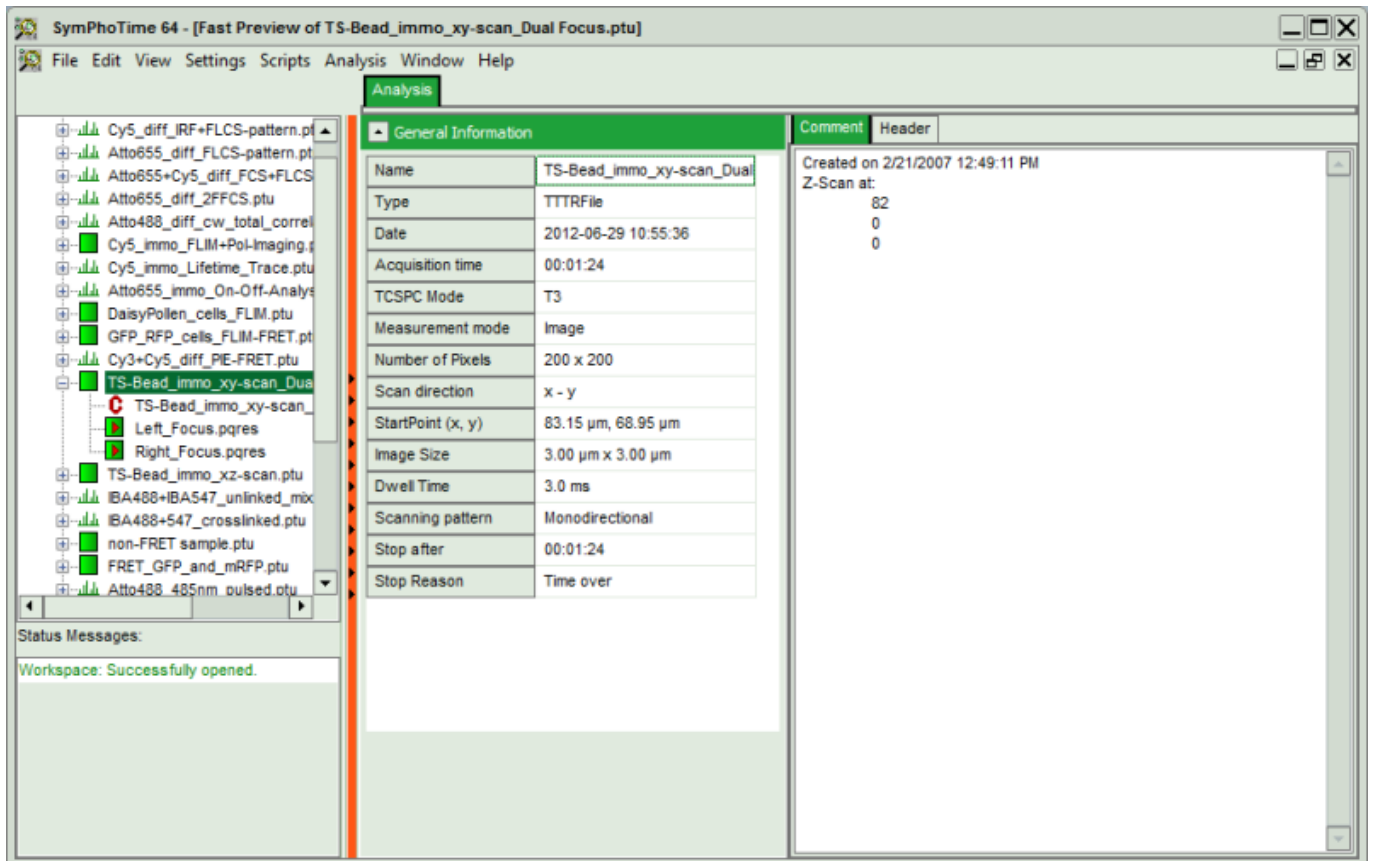 SymPhoTime 64 - [Fast Preview of TS-Bead_immo_xy-scan_Dual Focus.ptu]
File Edit View Settings Scripts Analysis Window Help
Analysis
Cy5_diff_IRF+FLCS-pattern.pt
Atto655_diff_FLCS-pattern.pt
Atto655+Cy5_diff_FCS+FLCS
Atto655_diff_2FFCS.ptu
Atto488_diff_cw_total_correl
Cy5_immo_FLIM+Pol-Imaging.p
Cy5_immo_Lifetime_Trace.ptu
Atto655_immo_On-Off-Analys
DaisyPollen_cells_FLIM.ptu
GFP_RFP_cells_FLIM-FRET.pt
Cy3+Cy5_diff_PIE-FRET.ptu
TS-Bead_immo_xy-scan_Dua
C TS-Bead_immo_xy-scan_
Left_Focus.pqres
Right_Focus.pqres
TS-Bead_immo_xz-scan.ptu
IBA488+IBA547_unlinked_mix
IBA488+547_crosslinked.ptu
non-FRET sample.ptu
FRET_GFP_and_mRFP.ptu
Atto488_485nm_pulsed.ptu
Status Messages:
Workspace: Successfully opened.
General Information
Name TS-Bead_immo_xy-scan_Dual
Type TTTRFile
Date 2012-06-29 10:55:36
Acquisition time 00:01:24
TCSPC Mode T3
Measurement mode Image
Number of Pixels 200 x 200
Scan direction x - y
StartPoint (x, y) 83.15 µm, 68.95 µm
Image Size 3.00 µm x 3.00 µm
Dwell Time 3.0 ms
Scanning pattern Monodirectional
Stop after 00:01:24
Stop Reason Time over
Comment Header
Created on 2/21/2007 12:49:11 PM
Z-Scan at:
82
0
0